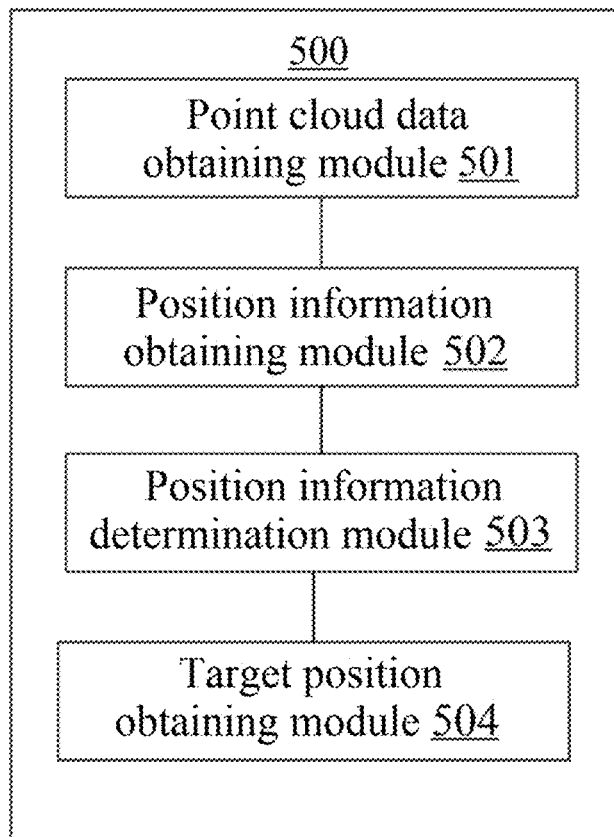 500
Point cloud data
obtaining module 501
Position information
obtaining module 502
Position information
determination module 503
Target position
obtaining module 504